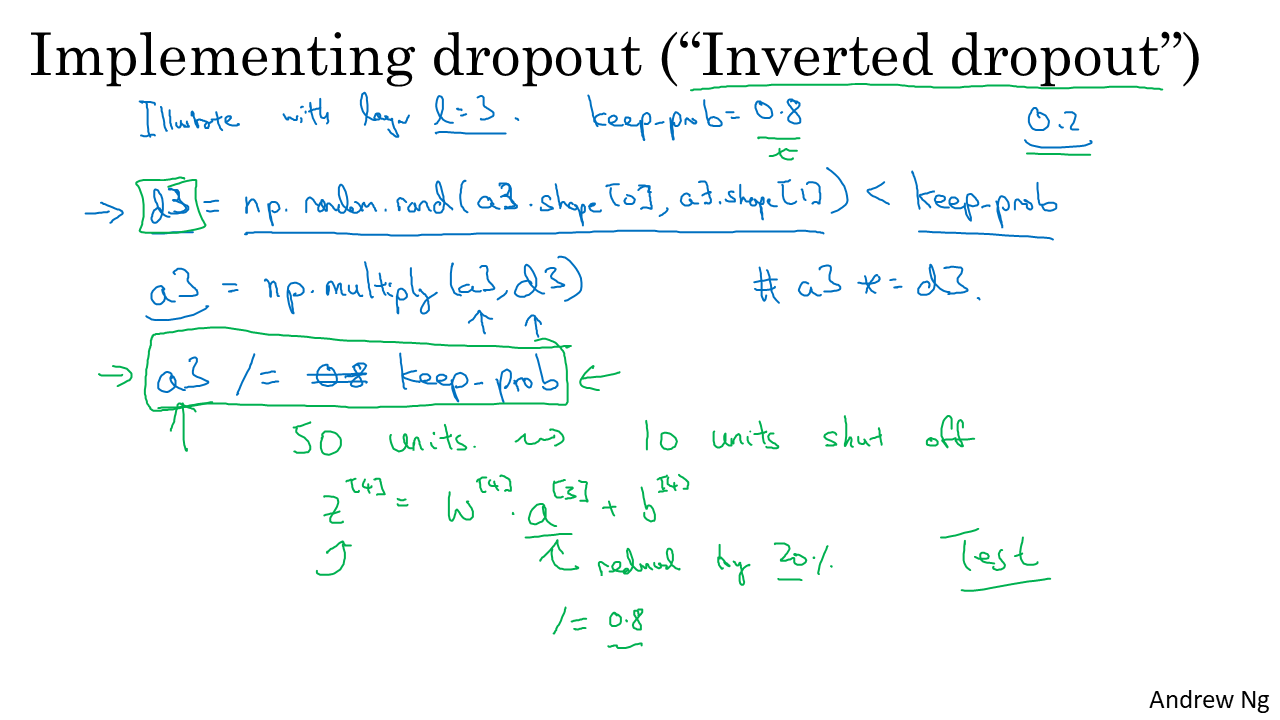 Implementing dropout (“Inverted dropout”)
Illustrate with layer l=3. keep-prob= 0.8 0.2
→ d3 = np.random.rand(a3.shape[0], a3.shape[1]) < keep-prob
a3 = np.multiply(a3, d3) # a3 *= d3.
→ a3 /= 0.8 keep-prob ←
50 units. ⇝ 10 units shut off
z[4] = W[4] . a[3] + b[4]
reduced by 20%.
Test
/= 0.8
Andrew Ng